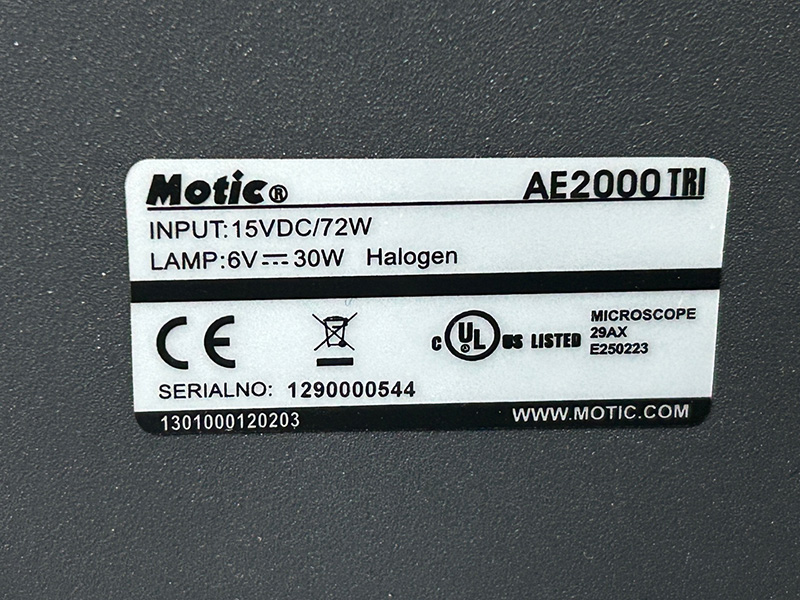 Motic® AE2000 TRI
INPUT:15VDC/72W
LAMP:6V⎓30W Halogen
CE
c UL US LISTED
MICROSCOPE
29AX
E250223
SERIALNO: 1290000544
1301000120203 WWW.MOTIC.COM